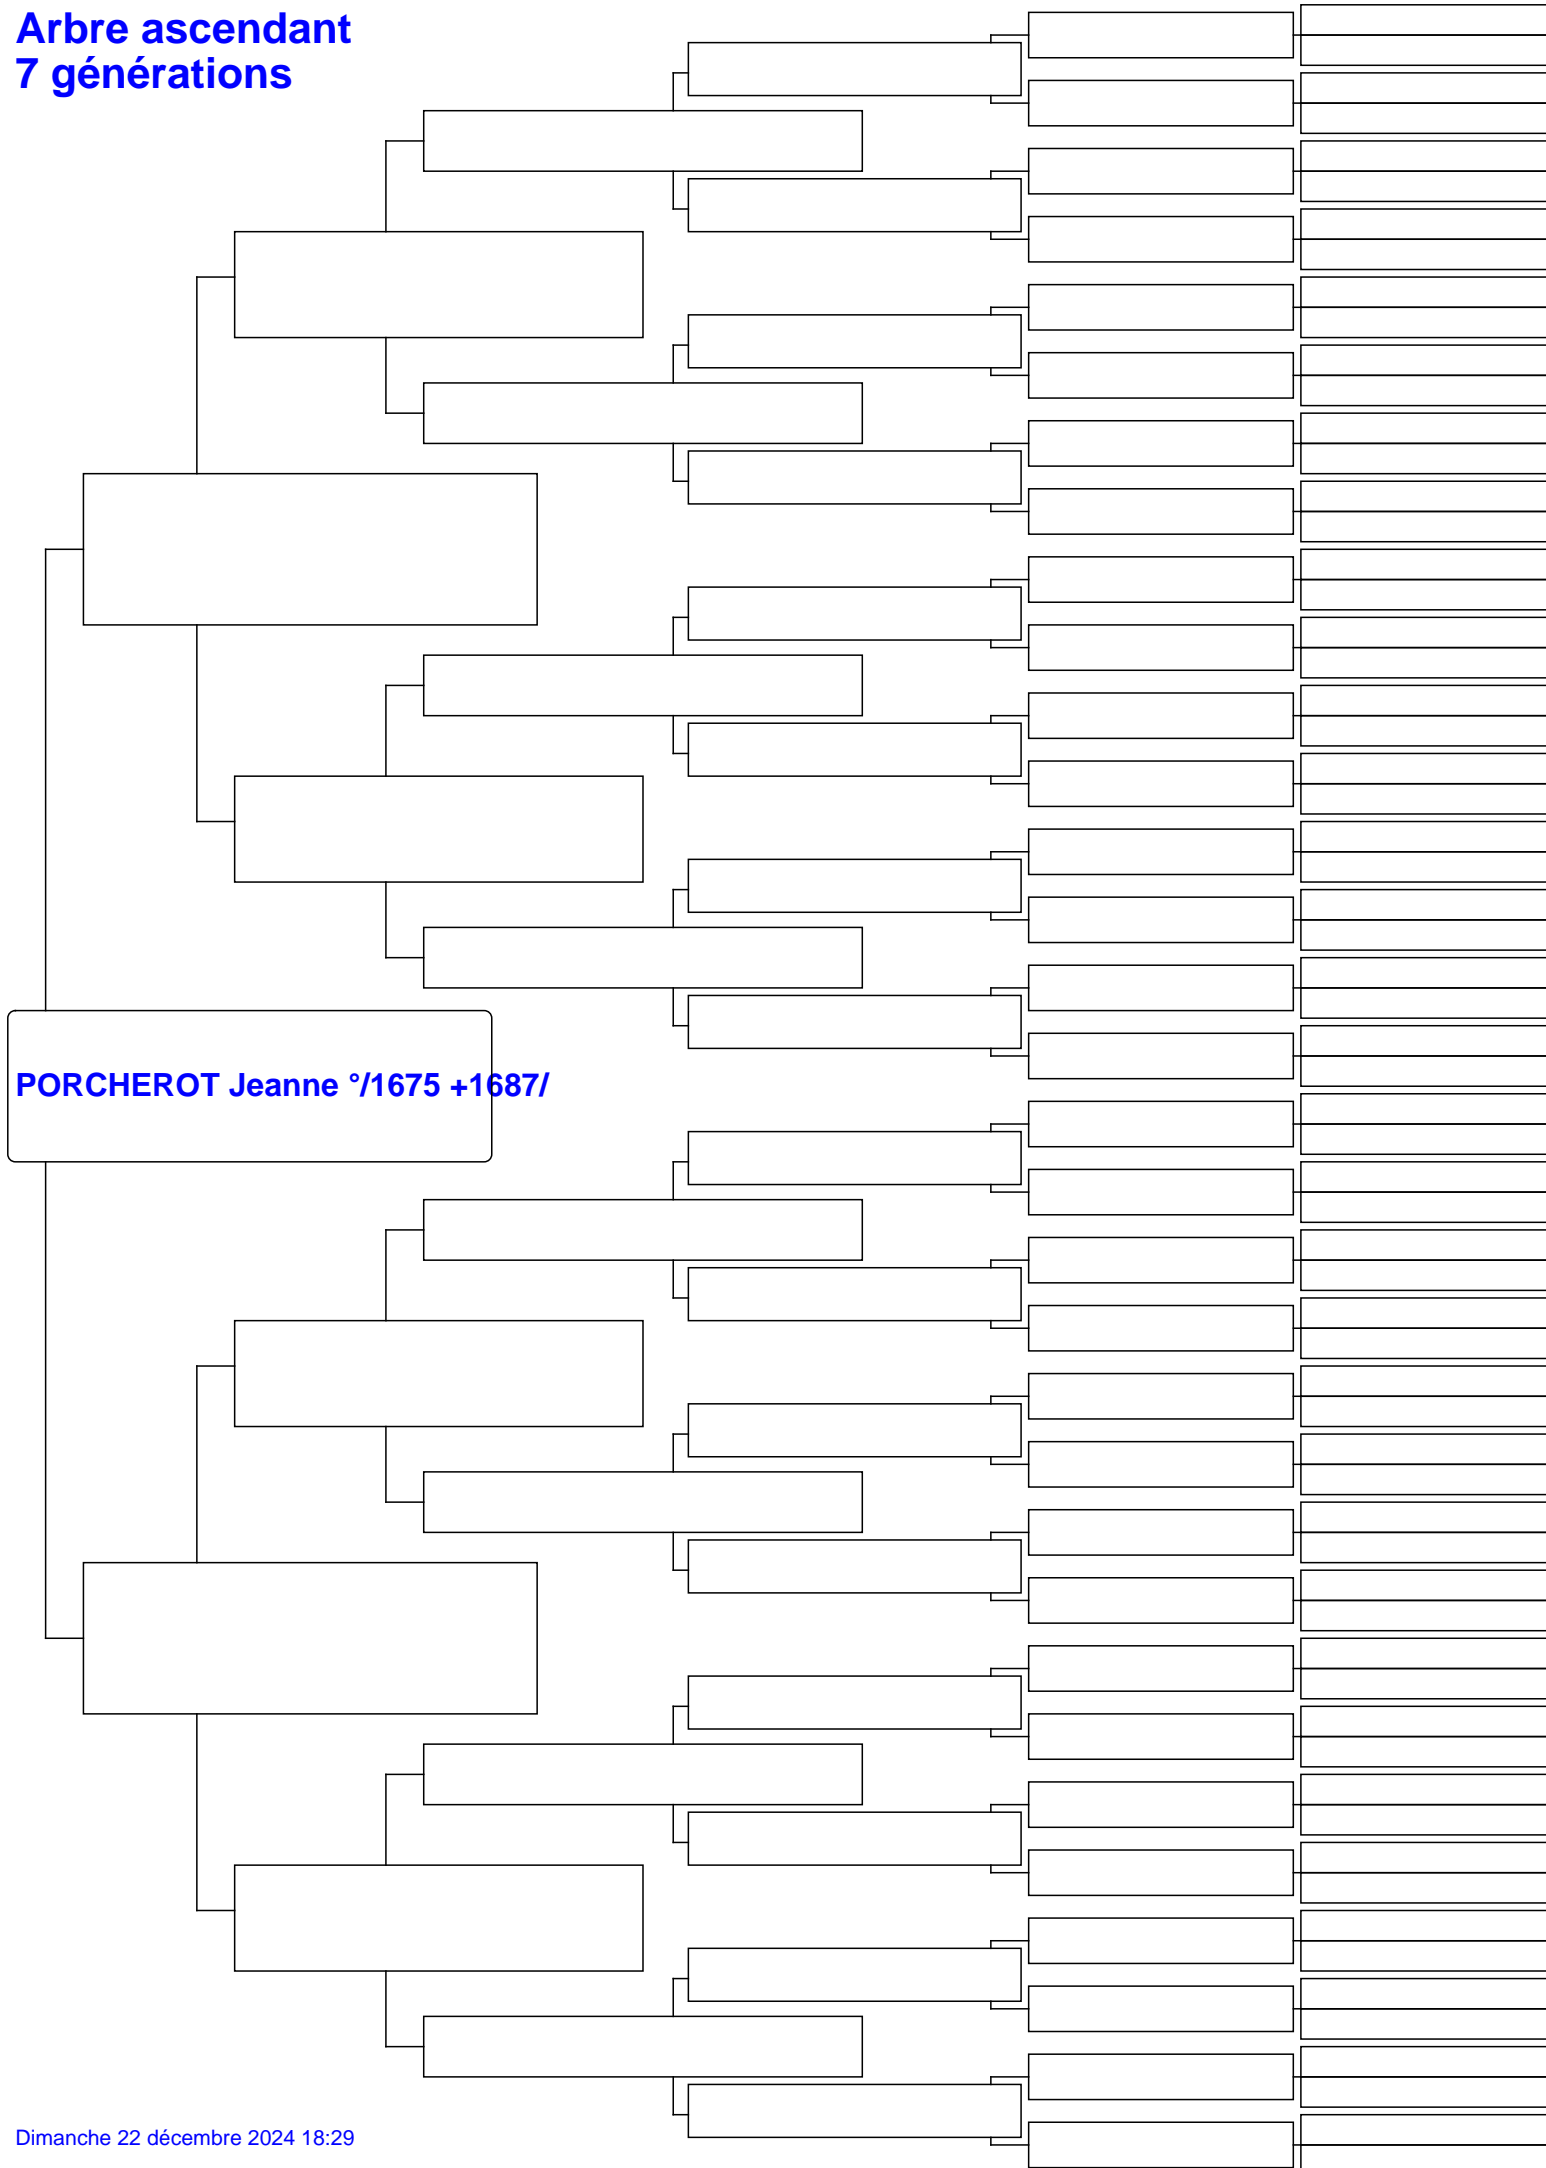 Arbre ascendant
7 générations
PORCHEROT Jeanne °/1675 +1687/
Dimanche 22 décembre 2024 18:29